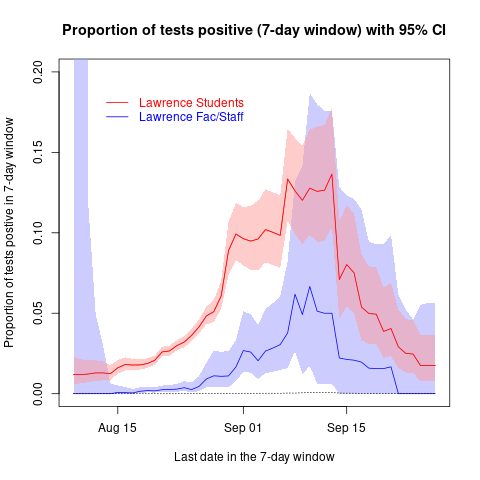 Proportion of tests positive (7-day window) with 95% CI
Proportion of tests postive in 7-day window
0.20
0.15
0.10
0.05
0.00
Lawrence Students
Lawrence Fac/Staff
Aug 15
Sep 01
Sep 15
Last date in the 7-day window